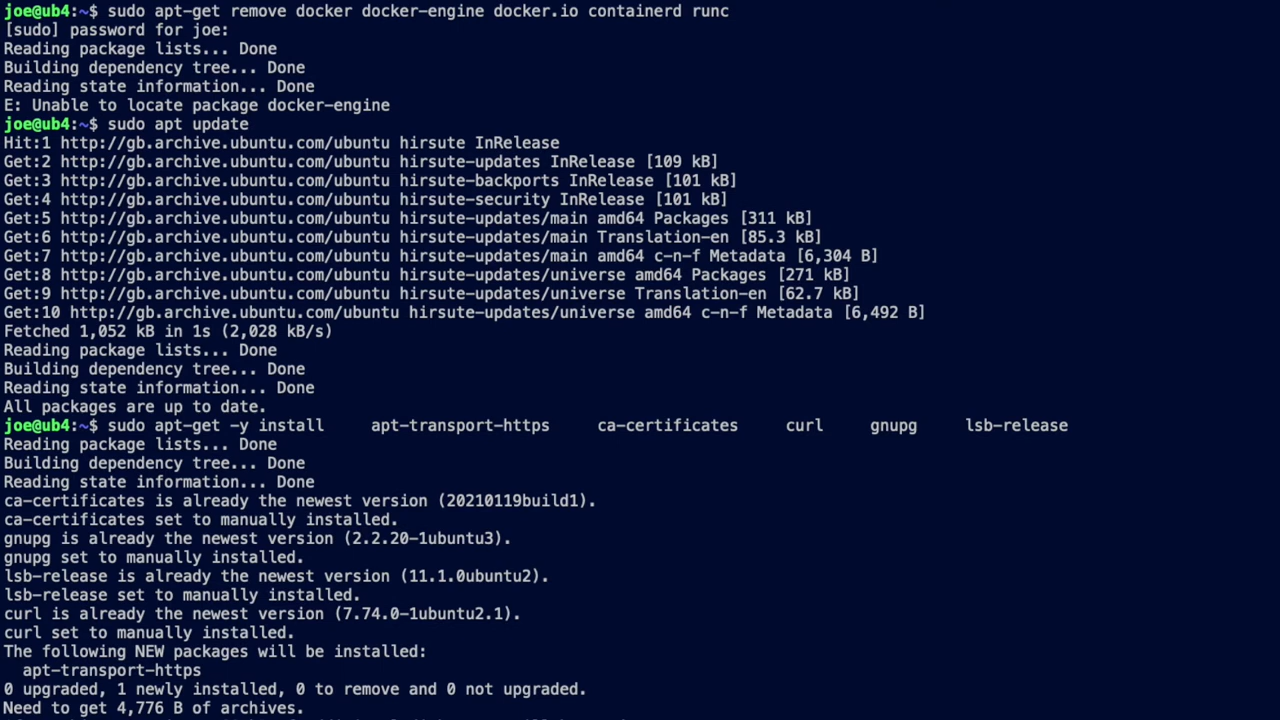 joe@ub4:~$ sudo apt-get remove docker docker-engine docker.io containerd runc
[sudo] password for joe:
Reading package lists... Done
Building dependency tree... Done
Reading state information... Done
E: Unable to locate package docker-engine
joe@ub4:~$ sudo apt update
Hit:1 http://gb.archive.ubuntu.com/ubuntu hirsute InRelease
Get:2 http://gb.archive.ubuntu.com/ubuntu hirsute-updates InRelease [109 kB]
Get:3 http://gb.archive.ubuntu.com/ubuntu hirsute-backports InRelease [101 kB]
Get:4 http://gb.archive.ubuntu.com/ubuntu hirsute-security InRelease [101 kB]
Get:5 http://gb.archive.ubuntu.com/ubuntu hirsute-updates/main amd64 Packages [311 kB]
Get:6 http://gb.archive.ubuntu.com/ubuntu hirsute-updates/main Translation-en [85.3 kB]
Get:7 http://gb.archive.ubuntu.com/ubuntu hirsute-updates/main amd64 c-n-f Metadata [6,304 B]
Get:8 http://gb.archive.ubuntu.com/ubuntu hirsute-updates/universe amd64 Packages [271 kB]
Get:9 http://gb.archive.ubuntu.com/ubuntu hirsute-updates/universe Translation-en [62.7 kB]
Get:10 http://gb.archive.ubuntu.com/ubuntu hirsute-updates/universe amd64 c-n-f Metadata [6,492 B]
Fetched 1,052 kB in 1s (2,028 kB/s)
Reading package lists... Done
Building dependency tree... Done
Reading state information... Done
All packages are up to date.
joe@ub4:~$ sudo apt-get -y install     apt-transport-https     ca-certificates     curl     gnupg     lsb-release
Reading package lists... Done
Building dependency tree... Done
Reading state information... Done
ca-certificates is already the newest version (20210119build1).
ca-certificates set to manually installed.
gnupg is already the newest version (2.2.20-1ubuntu3).
gnupg set to manually installed.
lsb-release is already the newest version (11.1.0ubuntu2).
lsb-release set to manually installed.
curl is already the newest version (7.74.0-1ubuntu2.1).
curl set to manually installed.
The following NEW packages will be installed:
  apt-transport-https
0 upgraded, 1 newly installed, 0 to remove and 0 not upgraded.
Need to get 4,776 B of archives.